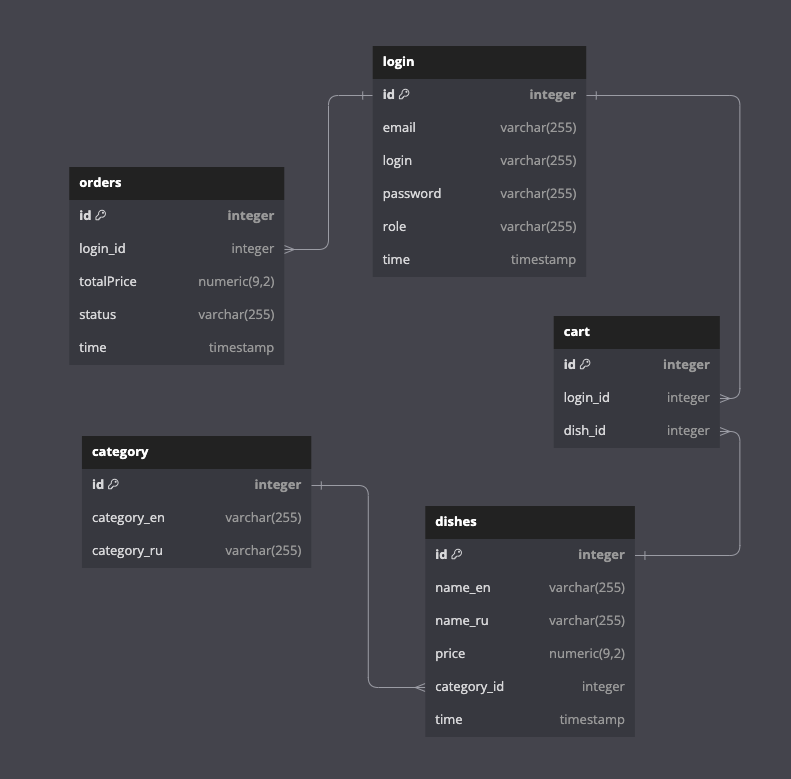 login
id integer
email varchar(255)
login varchar(255)
password varchar(255)
role varchar(255)
time timestamp
orders
id integer
login_id integer
totalPrice numeric(9,2)
status varchar(255)
time timestamp
cart
id integer
login_id integer
dish_id integer
category
id integer
category_en varchar(255)
category_ru varchar(255)
dishes
id integer
name_en varchar(255)
name_ru varchar(255)
price numeric(9,2)
category_id integer
time timestamp